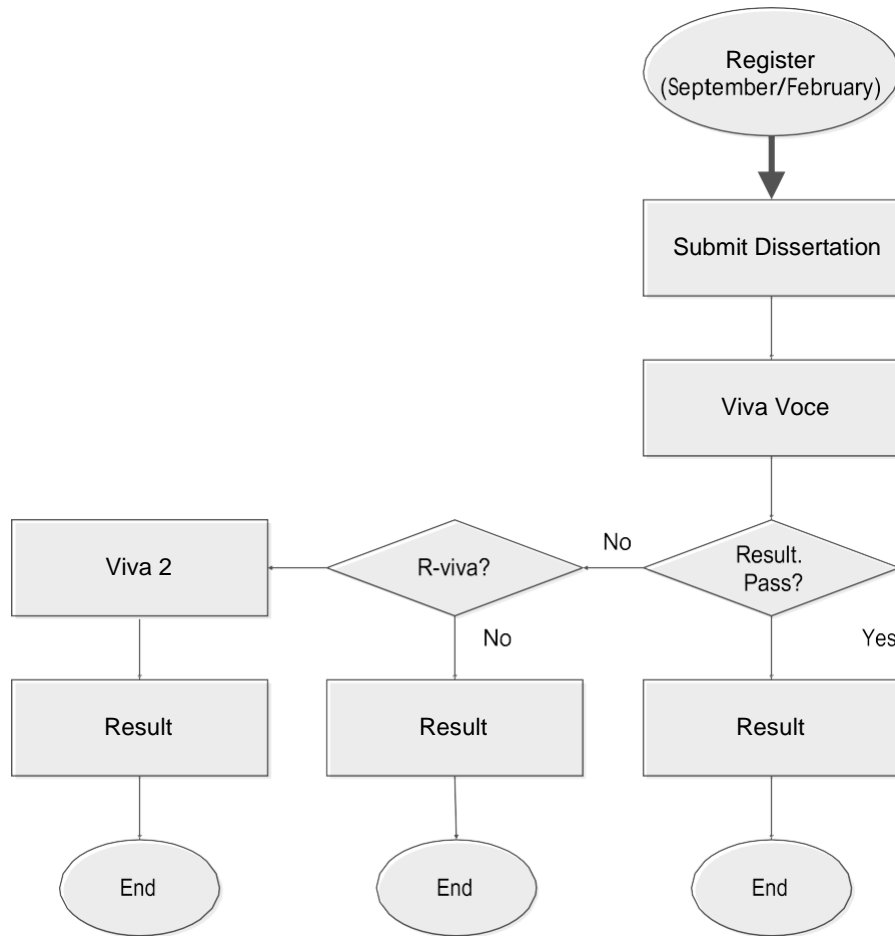 Register
(September/February)
Submit Dissertation
Viva Voce
No
Viva 2
R-viva?
Result.
Pass?
No
Yes
Result
Result
Result
End
End
End